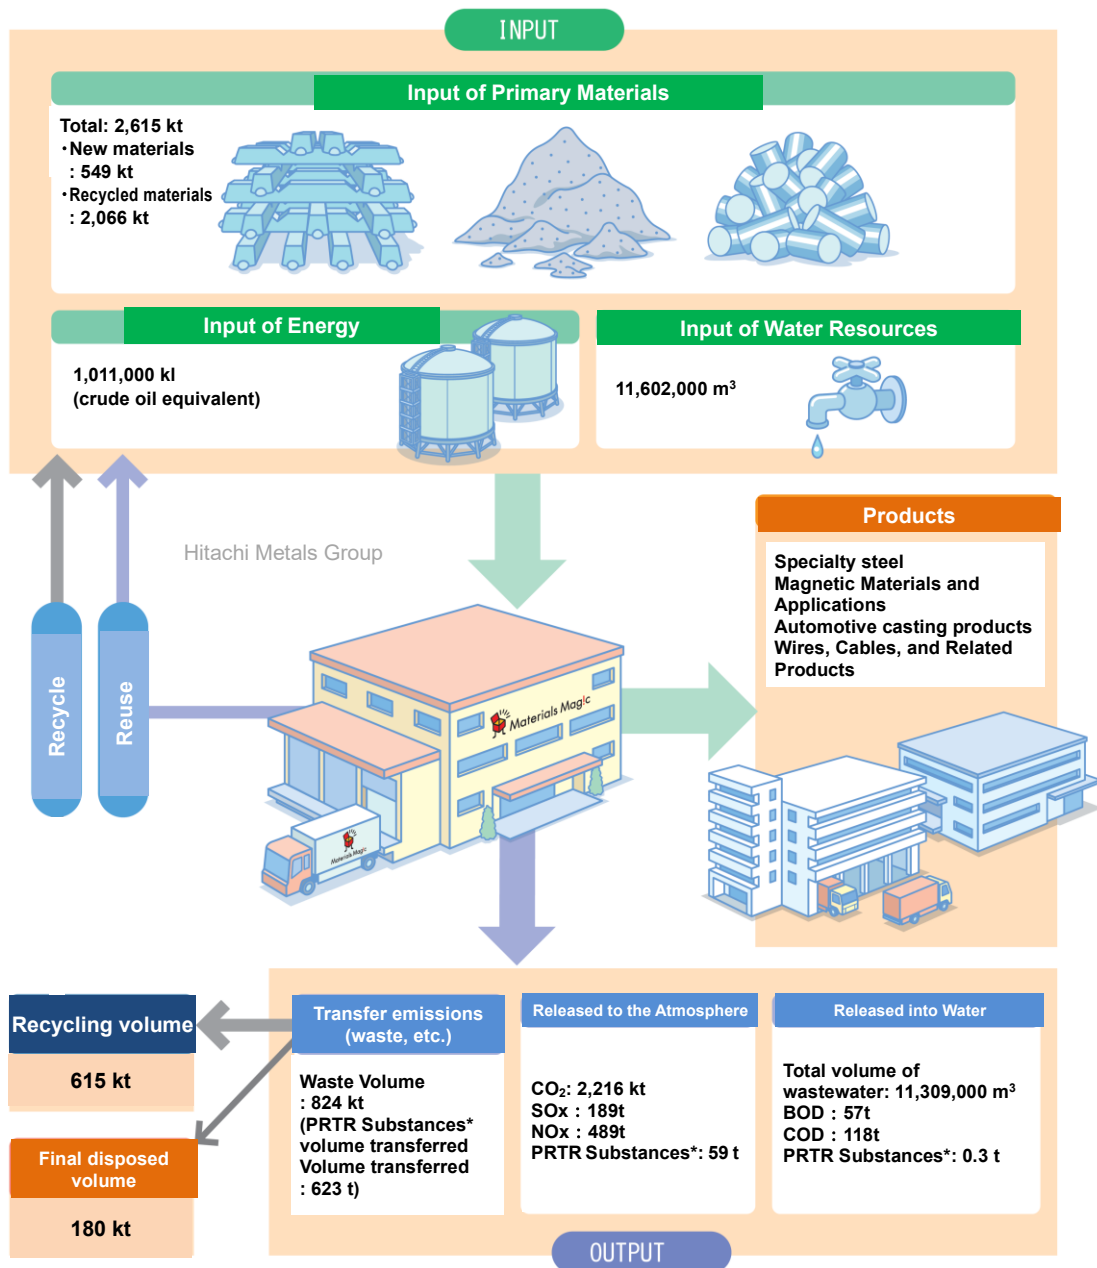 INPUT
Input of Primary Materials
Total: 2,615 kt
・New materials
: 549 kt
・Recycled materials
: 2,066 kt
Input of Energy
1,011,000 kl
(crude oil equivalent)
Input of Water Resources
11,602,000 m³
Hitachi Metals Group
Recycle
Reuse
Materials Mag!c
Materials Magic
Products
Specialty steel
Magnetic Materials and
Applications
Automotive casting products
Wires, Cables, and Related
Products
Recycling volume
615 kt
Final disposed
volume
180 kt
Transfer emissions
(waste, etc.)
Waste Volume
: 824 kt
(PRTR Substances*
volume transferred
Volume transferred
: 623 t)
Released to the Atmosphere
CO₂: 2,216 kt
SOx : 189t
NOx : 489t
PRTR Substances*: 59 t
Released into Water
Total volume of
wastewater: 11,309,000 m³
BOD : 57t
COD : 118t
PRTR Substances*: 0.3 t
OUTPUT